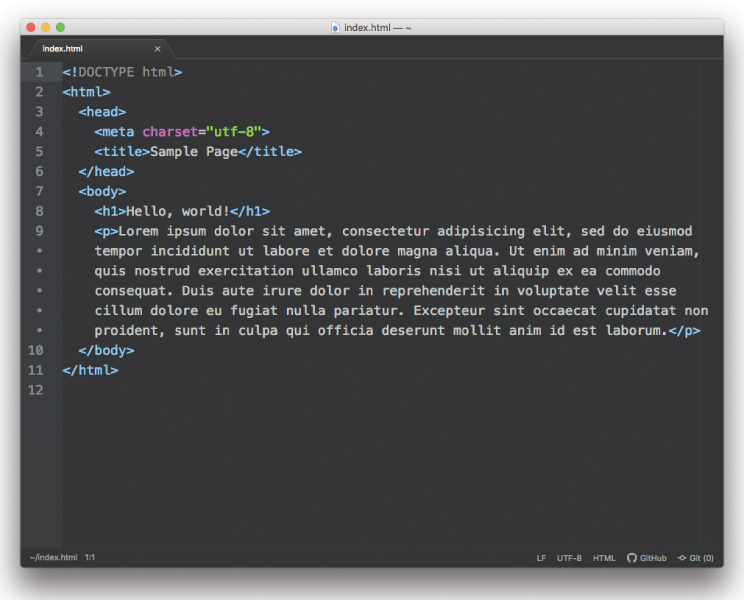 index.html — ~
index.html ×
1 <!DOCTYPE html>
2 <html>
3 <head>
4 <meta charset="utf-8">
5 <title>Sample Page</title>
6 </head>
7 <body>
8 <h1>Hello, world!</h1>
9 <p>Lorem ipsum dolor sit amet, consectetur adipisicing elit, sed do eiusmod
• tempor incididunt ut labore et dolore magna aliqua. Ut enim ad minim veniam,
• quis nostrud exercitation ullamco laboris nisi ut aliquip ex ea commodo
• consequat. Duis aute irure dolor in reprehenderit in voluptate velit esse
• cillum dolore eu fugiat nulla pariatur. Excepteur sint occaecat cupidatat non
• proident, sunt in culpa qui officia deserunt mollit anim id est laborum.</p>
10 </body>
11 </html>
12
~/index.html 1:1 LF UTF-8 HTML GitHub Git (0)